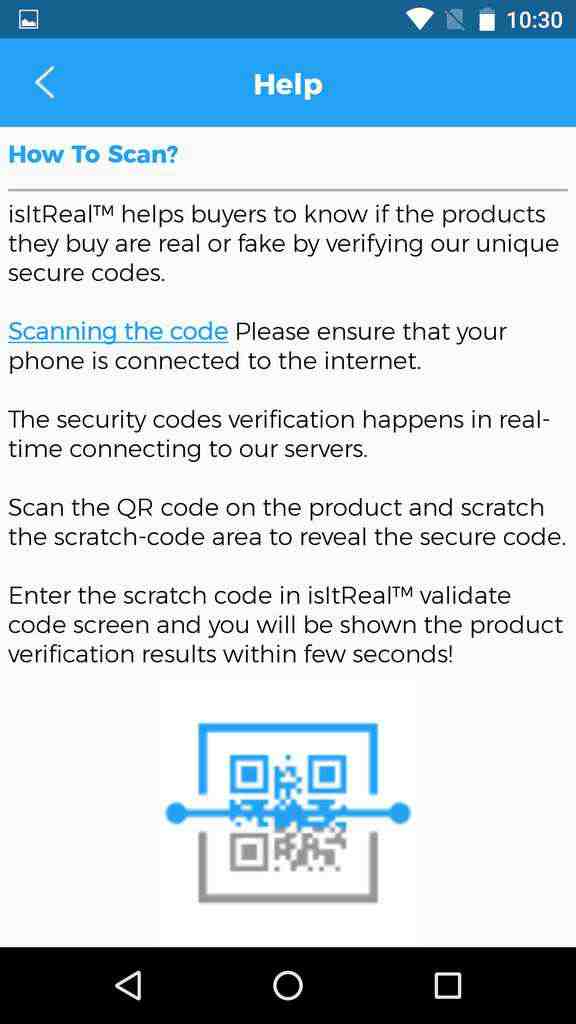 10:30
Help
How To Scan?
isItReal™ helps buyers to know if the products
they buy are real or fake by verifying our unique
secure codes.
Scanning the code Please ensure that your
phone is connected to the internet.
The security codes verification happens in real-
time connecting to our servers.
Scan the QR code on the product and scratch
the scratch-code area to reveal the secure code.
Enter the scratch code in isItReal™ validate
code screen and you will be shown the product
verification results within few seconds!